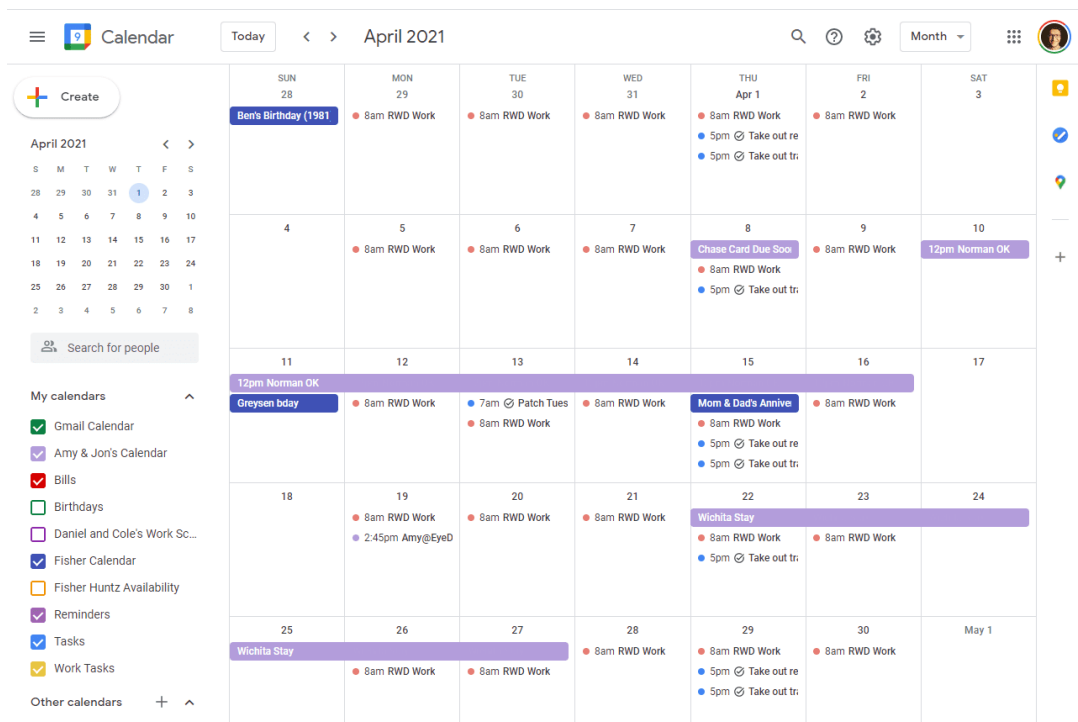 9 Calendar Today April 2021 Month
Create
April 2021
S M T W T F S
28 29 30 31 1 2 3
4 5 6 7 8 9 10
11 12 13 14 15 16 17
18 19 20 21 22 23 24
25 26 27 28 29 30 1
2 3 4 5 6 7 8
Search for people
My calendars
Gmail Calendar
Amy & Jon's Calendar
Bills
Birthdays
Daniel and Cole's Work Sc...
Fisher Calendar
Fisher Huntz Availability
Reminders
Tasks
Work Tasks
Other calendars
SUN MON TUE WED THU FRI SAT
28 29 30 31 Apr 1 2 3
Ben's Birthday (1981 8am RWD Work 8am RWD Work 8am RWD Work 8am RWD Work 8am RWD Work
5pm Take out re
5pm Take out tra
4 5 6 7 8 9 10
8am RWD Work 8am RWD Work 8am RWD Work Chase Card Due Soon 8am RWD Work 12pm Norman OK
8am RWD Work
5pm Take out tra
11 12 13 14 15 16 17
12pm Norman OK
Greysen bday 8am RWD Work 7am Patch Tues 8am RWD Work Mom & Dad's Anniver 8am RWD Work
8am RWD Work 8am RWD Work
5pm Take out re
5pm Take out tra
18 19 20 21 22 23 24
8am RWD Work 8am RWD Work 8am RWD Work Wichita Stay
2:45pm Amy@EyeD 8am RWD Work 8am RWD Work
5pm Take out tra
25 26 27 28 29 30 May 1
Wichita Stay 8am RWD Work 8am RWD Work 8am RWD Work
8am RWD Work 8am RWD Work 5pm Take out re
5pm Take out tra